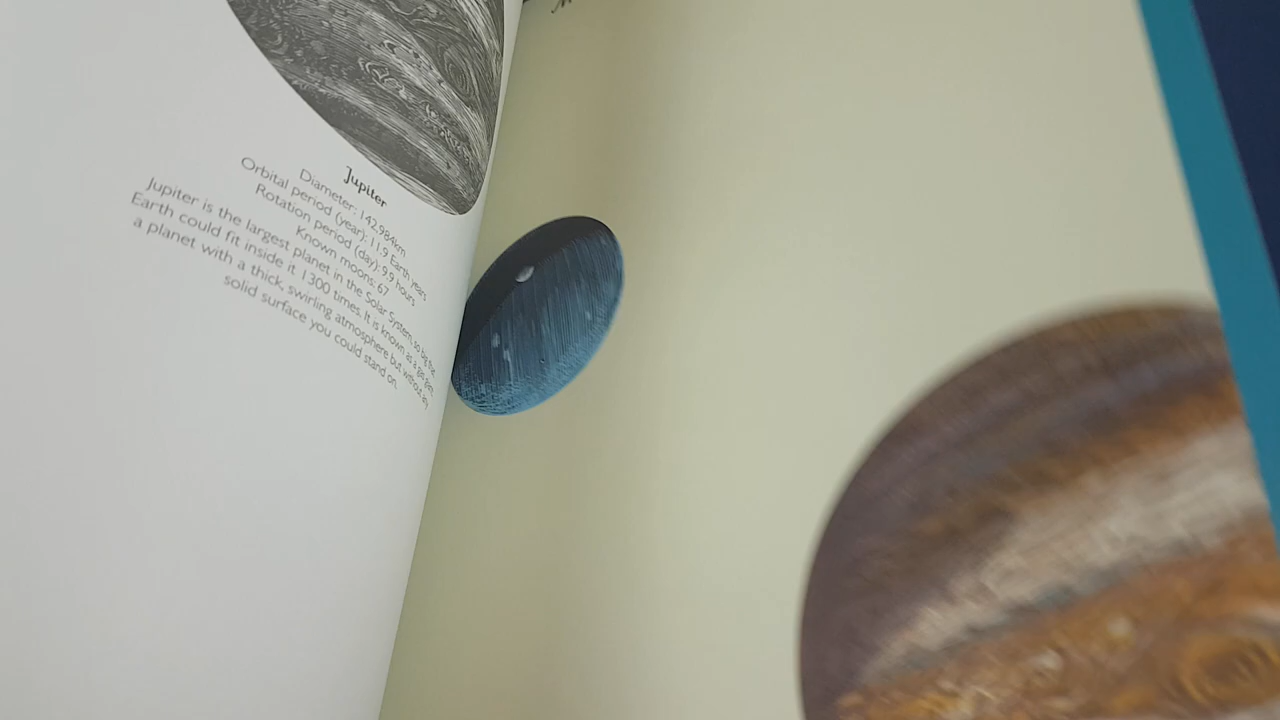 Jupiter
Diameter: 142,984km
Orbital period (year): 11.9 Earth years
Rotation period (day): 9.9 hours
Known moons: 67
Jupiter is the largest planet in the Solar System, so big the
Earth could fit inside it 1300 times. It is known as a gas giant,
a planet with a thick, swirling atmosphere but without any
solid surface you could stand on.